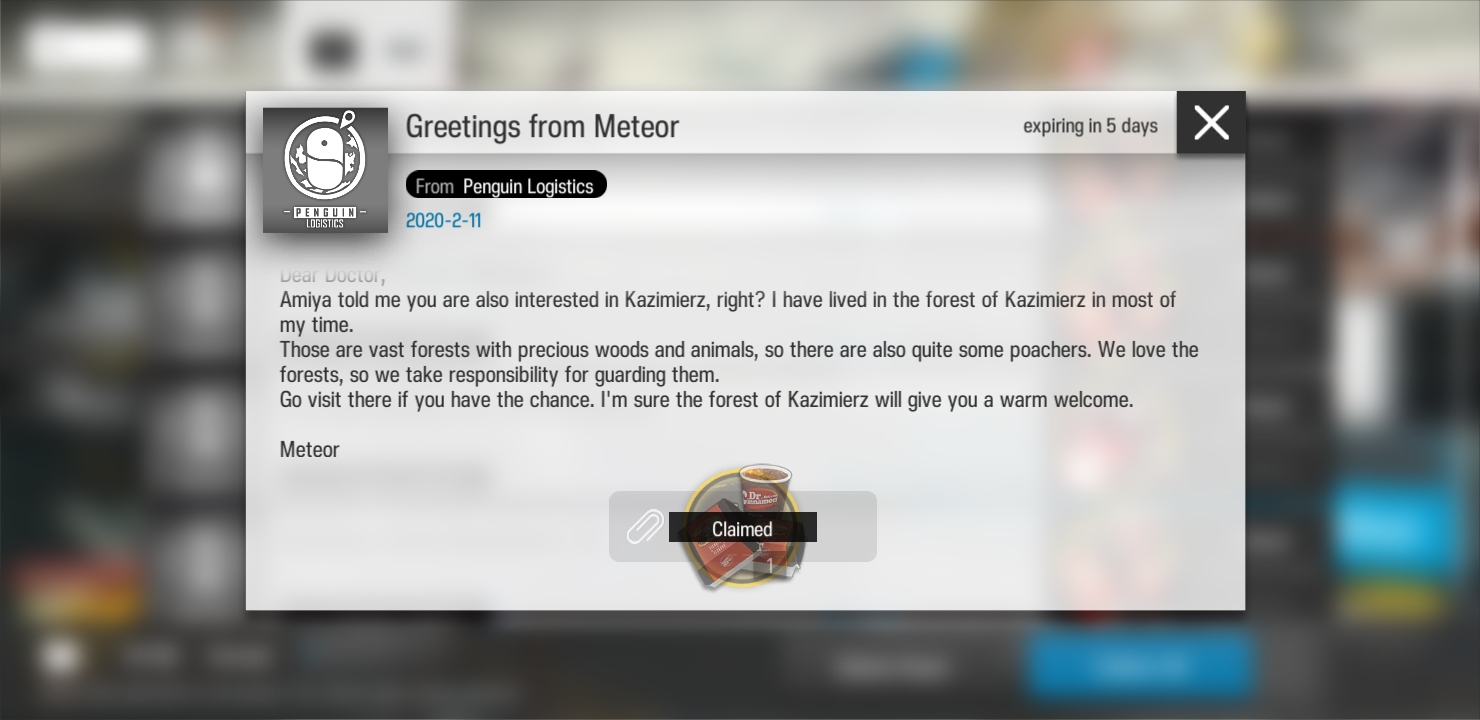 Greetings from Meteor
expiring in 5 days
From Penguin Logistics
2020-2-11
PENGUIN
LOGISTICS
Dear Doctor,
Amiya told me you are also interested in Kazimierz, right? I have lived in the forest of Kazimierz in most of
my time.
Those are vast forests with precious woods and animals, so there are also quite some poachers. We love the
forests, so we take responsibility for guarding them.
Go visit there if you have the chance. I'm sure the forest of Kazimierz will give you a warm welcome.
Meteor
Dr.
Claimed
1